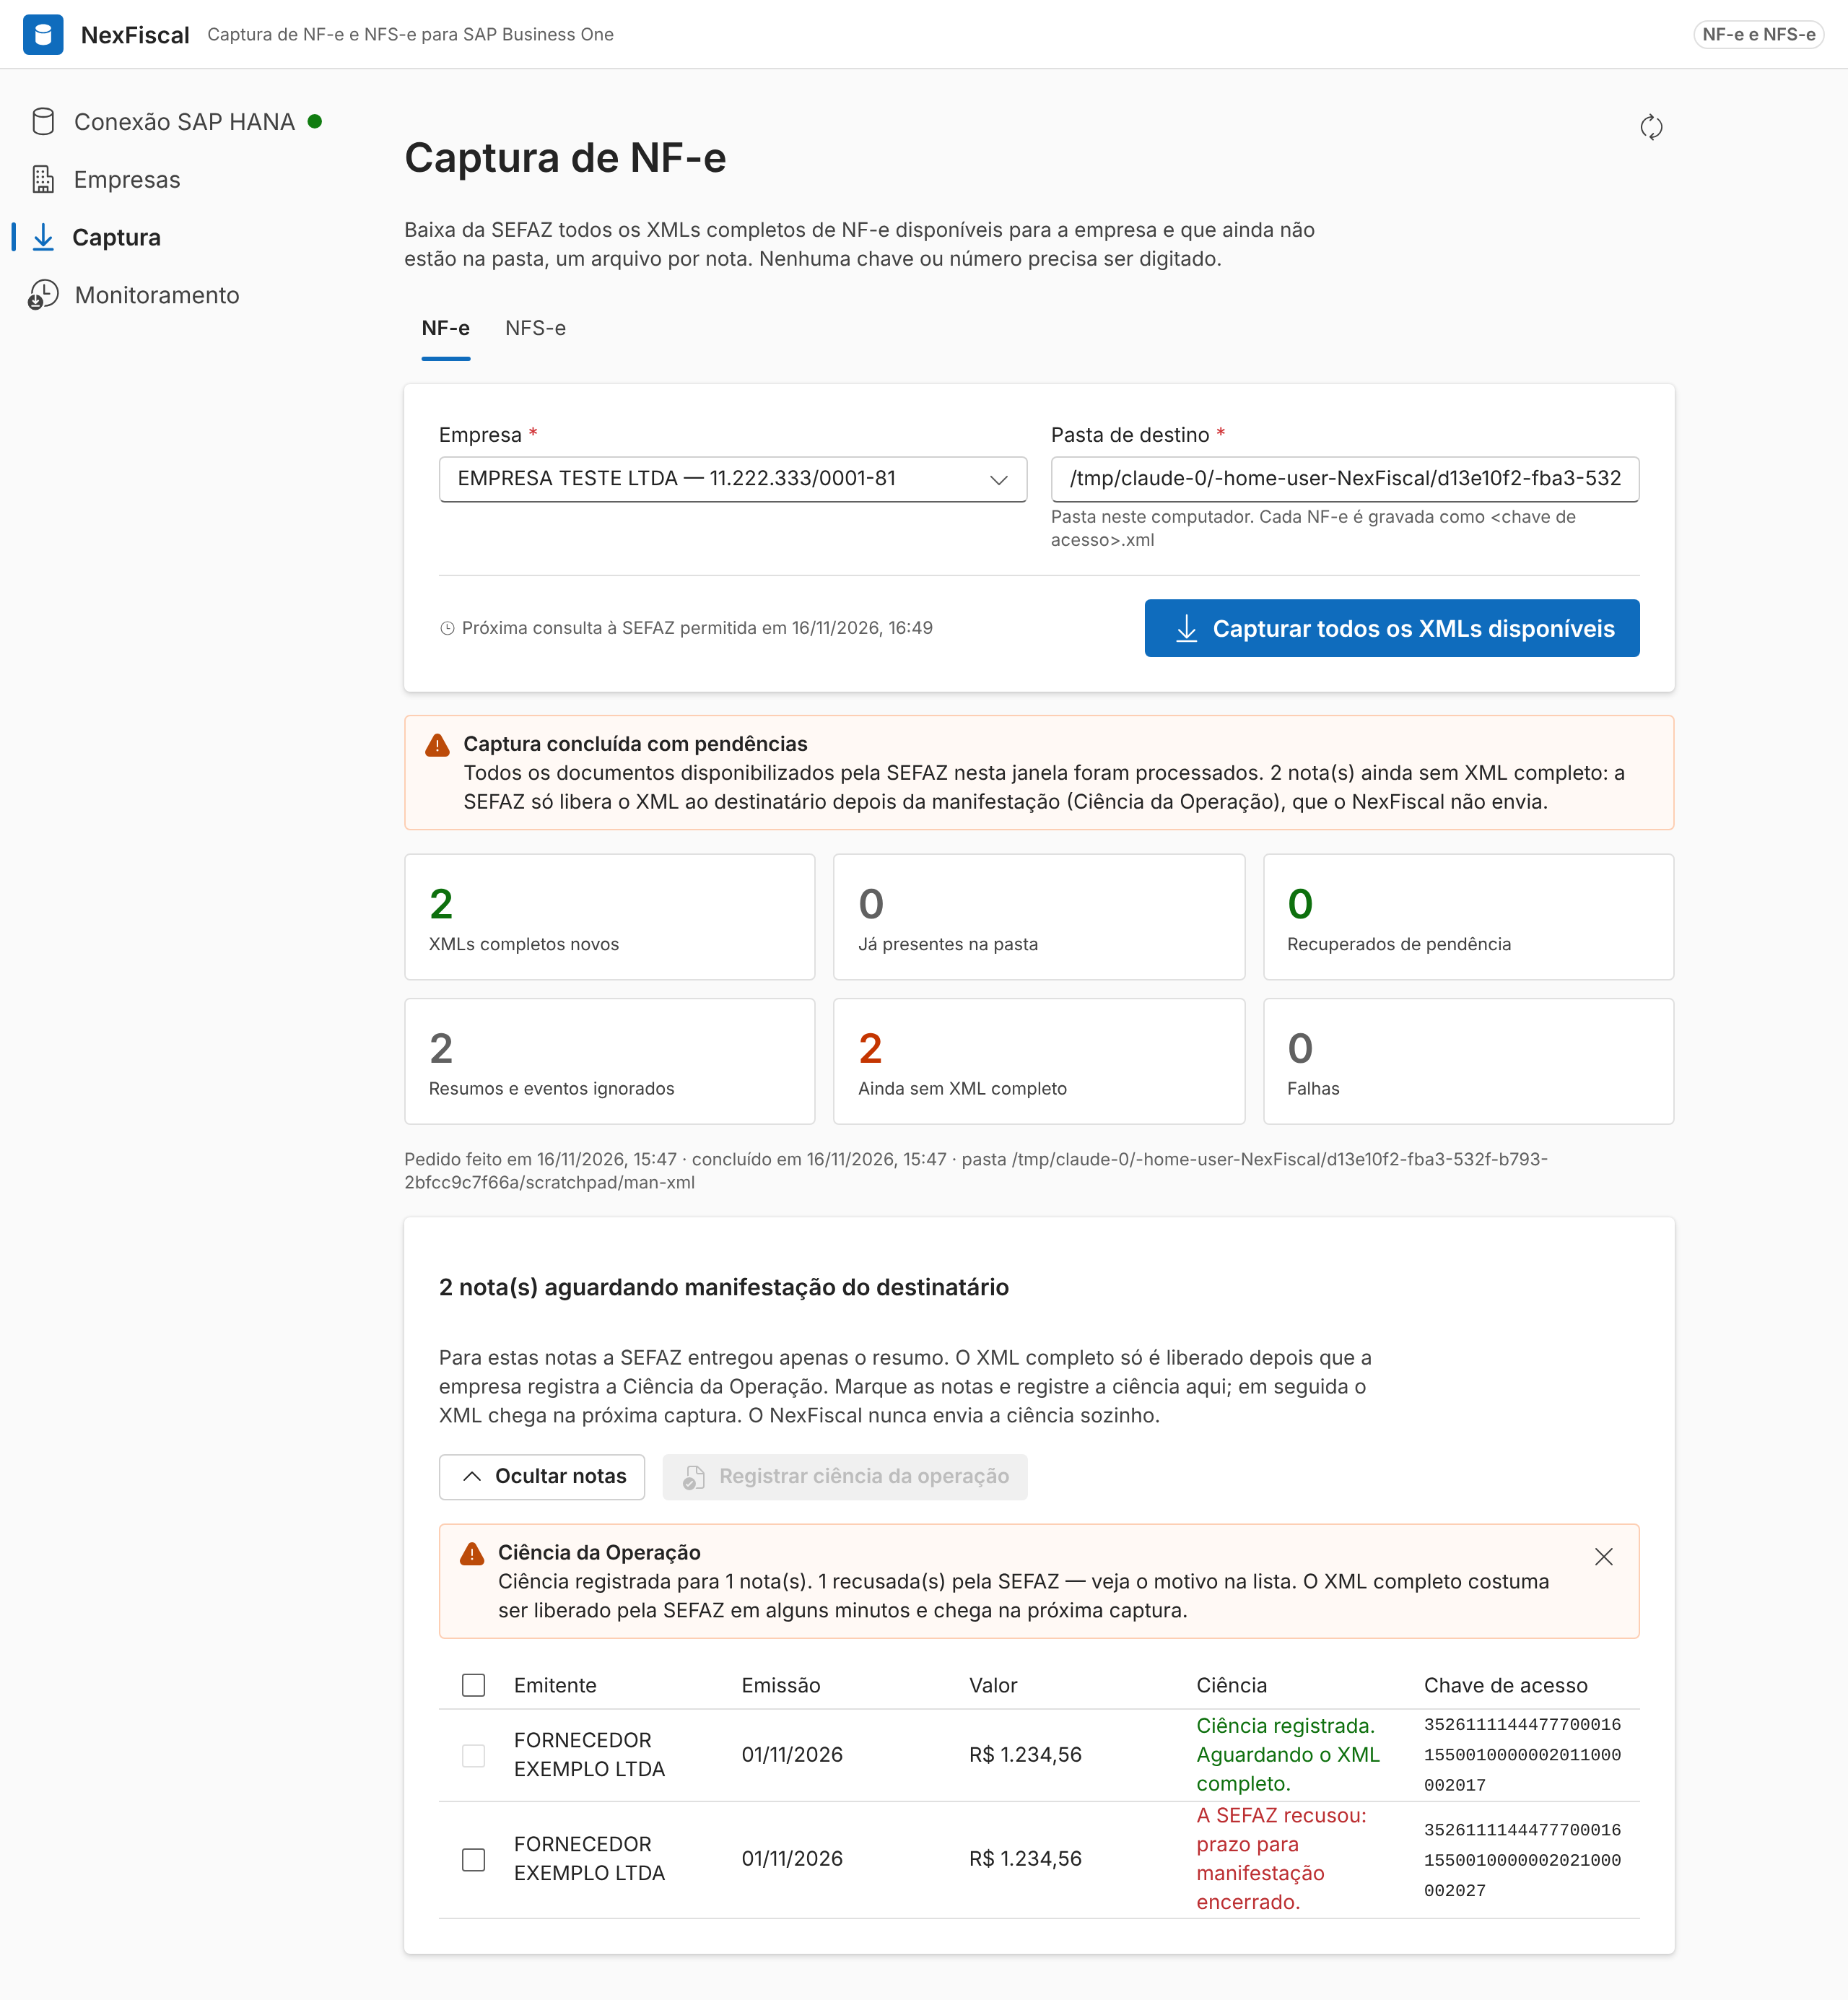 NexFiscal
Captura de NF-e e NFS-e para SAP Business One
NF-e e NFS-e
Conexão SAP HANA
Empresas
Captura
Monitoramento
Captura de NF-e
Baixa da SEFAZ todos os XMLs completos de NF-e disponíveis para a empresa e que ainda não
estão na pasta, um arquivo por nota. Nenhuma chave ou número precisa ser digitado.
NF-e
NFS-e
Empresa *
EMPRESA TESTE LTDA — 11.222.333/0001-81
Pasta de destino *
/tmp/claude-0/-home-user-NexFiscal/d13e10f2-fba3-532
Pasta neste computador. Cada NF-e é gravada como <chave de
acesso>.xml
Próxima consulta à SEFAZ permitida em 16/11/2026, 16:49
Capturar todos os XMLs disponíveis
Captura concluída com pendências
Todos os documentos disponibilizados pela SEFAZ nesta janela foram processados. 2 nota(s) ainda sem XML completo: a
SEFAZ só libera o XML ao destinatário depois da manifestação (Ciência da Operação), que o NexFiscal não envia.
2
XMLs completos novos
0
Já presentes na pasta
0
Recuperados de pendência
2
Resumos e eventos ignorados
2
Ainda sem XML completo
0
Falhas
Pedido feito em 16/11/2026, 15:47 · concluído em 16/11/2026, 15:47 · pasta /tmp/claude-0/-home-user-NexFiscal/d13e10f2-fba3-532f-b793-
2bfcc9c7f66a/scratchpad/man-xml
2 nota(s) aguardando manifestação do destinatário
Para estas notas a SEFAZ entregou apenas o resumo. O XML completo só é liberado depois que a
empresa registra a Ciência da Operação. Marque as notas e registre a ciência aqui; em seguida o
XML chega na próxima captura. O NexFiscal nunca envia a ciência sozinho.
Ocultar notas
Registrar ciência da operação
Ciência da Operação
Ciência registrada para 1 nota(s). 1 recusada(s) pela SEFAZ — veja o motivo na lista. O XML completo costuma
ser liberado pela SEFAZ em alguns minutos e chega na próxima captura.
Emitente
Emissão
Valor
Ciência
Chave de acesso
FORNECEDOR
EXEMPLO LTDA
01/11/2026
R$ 1.234,56
Ciência registrada.
Aguardando o XML
completo.
3526111144477700016
1550010000002011000
002017
FORNECEDOR
EXEMPLO LTDA
01/11/2026
R$ 1.234,56
A SEFAZ recusou:
prazo para
manifestação
encerrado.
3526111144477700016
1550010000002021000
002027